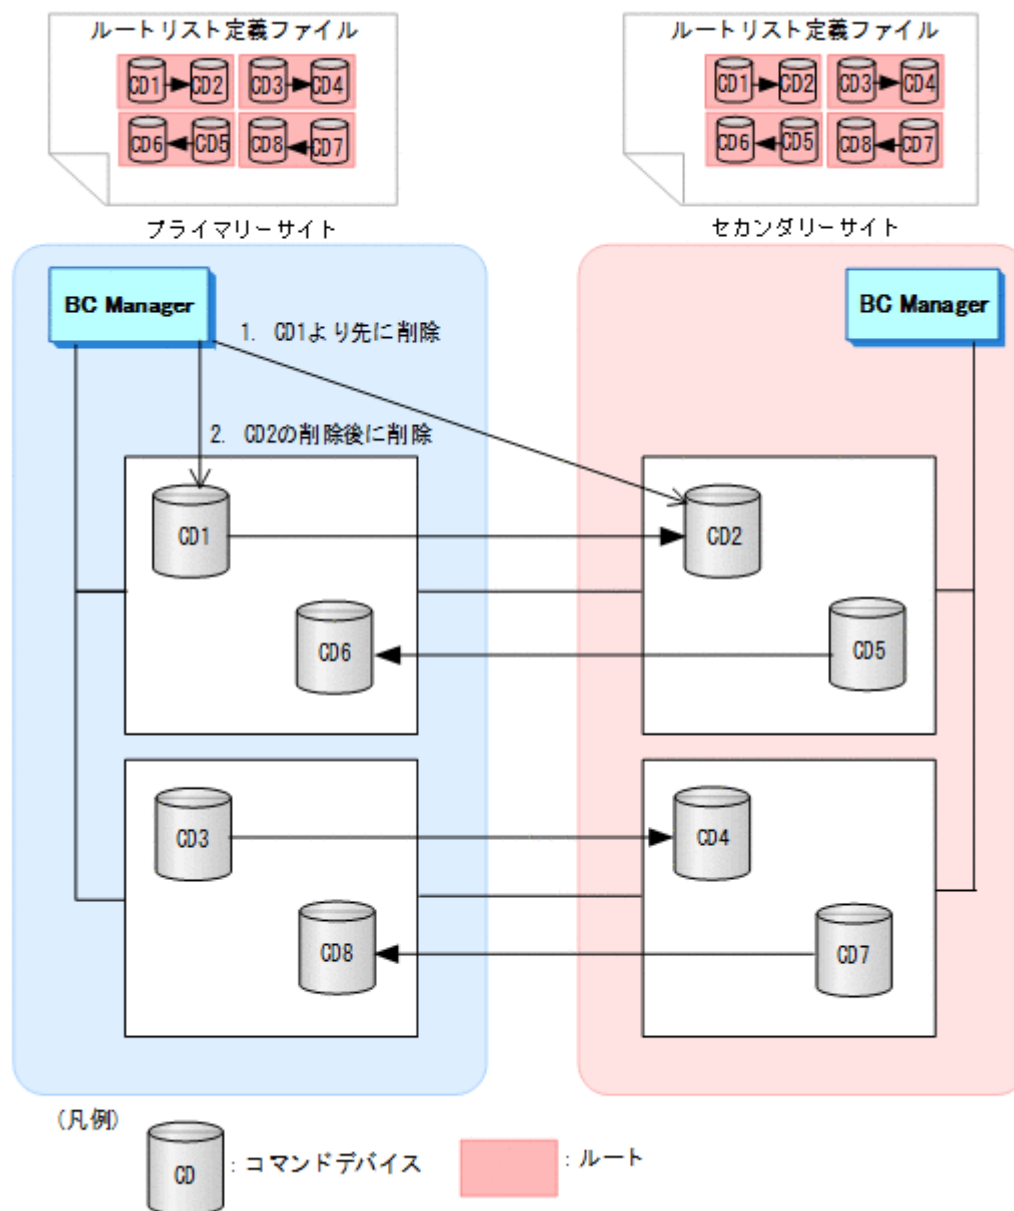 ルートリスト定義ファイル
CD1 CD2 CD3 CD4
CD6 CD5 CD8 CD7
ルートリスト定義ファイル
CD1 CD2 CD3 CD4
CD6 CD5 CD8 CD7
プライマリーサイト
セカンダリーサイト
BC Manager
BC Manager
1. CD1より先に削除
2. CD2の削除後に削除
CD1
CD2
CD6
CD5
CD3
CD4
CD8
CD7
(凡例)
CD
:コマンドデバイス
:ルート